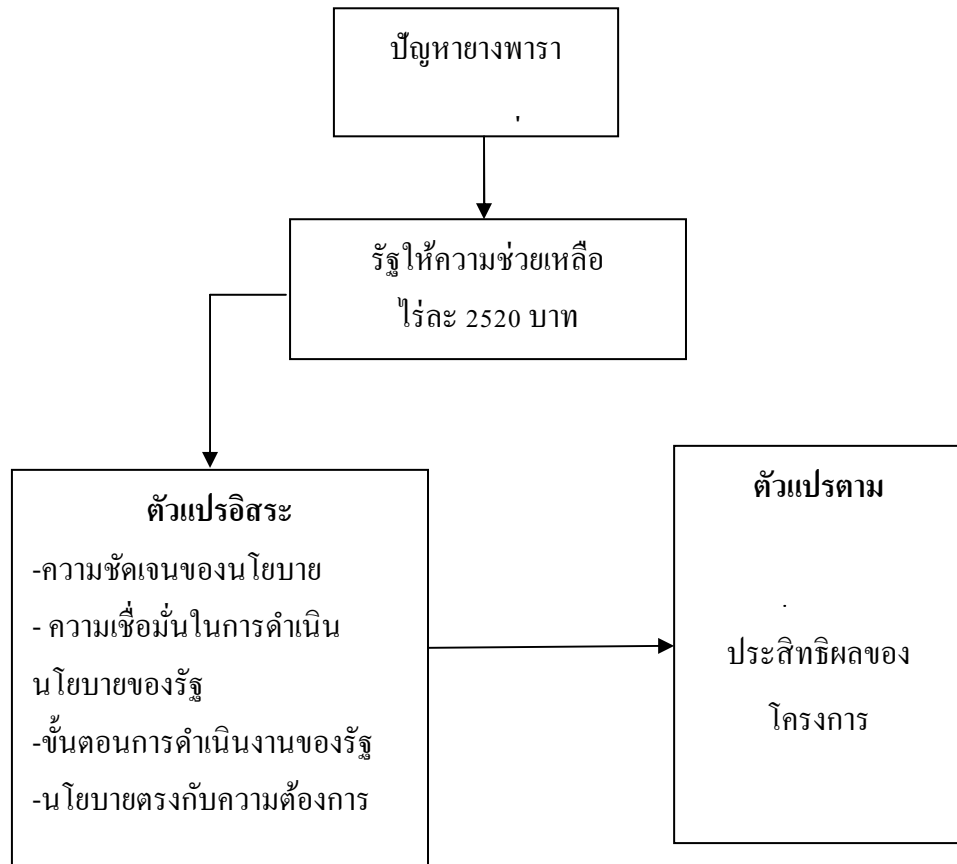 ปัญหายางพารา
รัฐให้ความช่วยเหลือ
ไร่ละ 2520 บาท
ตัวแปรอิสระ
-ความชัดเจนของนโยบาย
- ความเชื่อมั่นในการดำเนิน
นโยบายของรัฐ
-ขั้นตอนการดำเนินงานของรัฐ
-นโยบายตรงกับความต้องการ
ตัวแปรตาม
ประสิทธิผลของ
โครงการ